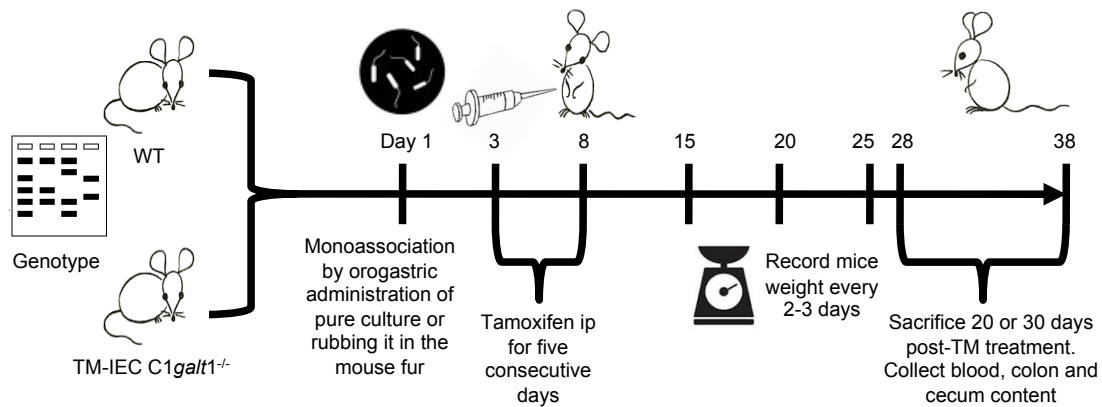 WT
Genotype
TM-IEC C1galt1-/-
Day 1
3
8
15
20
25
28
38
Monoassociation
by orogastric
administration of
pure culture or
rubbing it in the
mouse fur
Tamoxifen ip
for five
consecutive
days
Record mice
weight every
2-3 days
Sacrifice 20 or 30 days
post-TM treatment.
Collect blood, colon and
cecum content